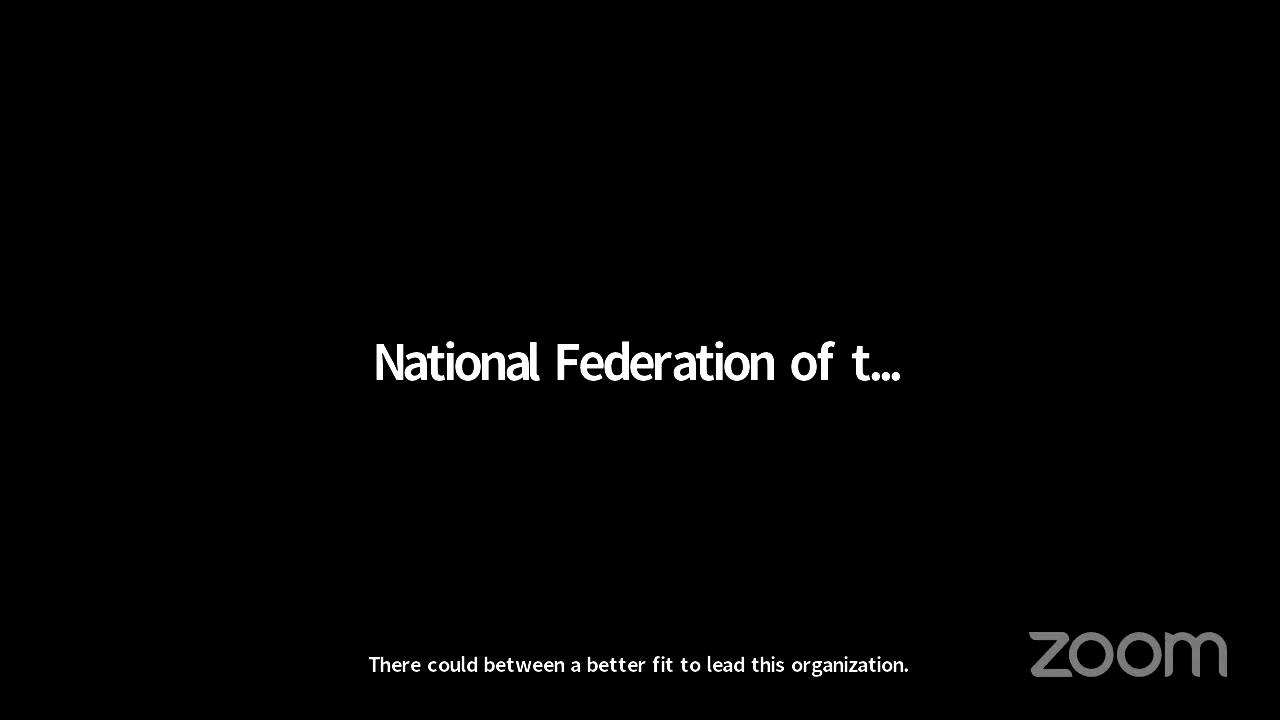 National Federation of t...
There could between a better fit to lead this organization.
zoom